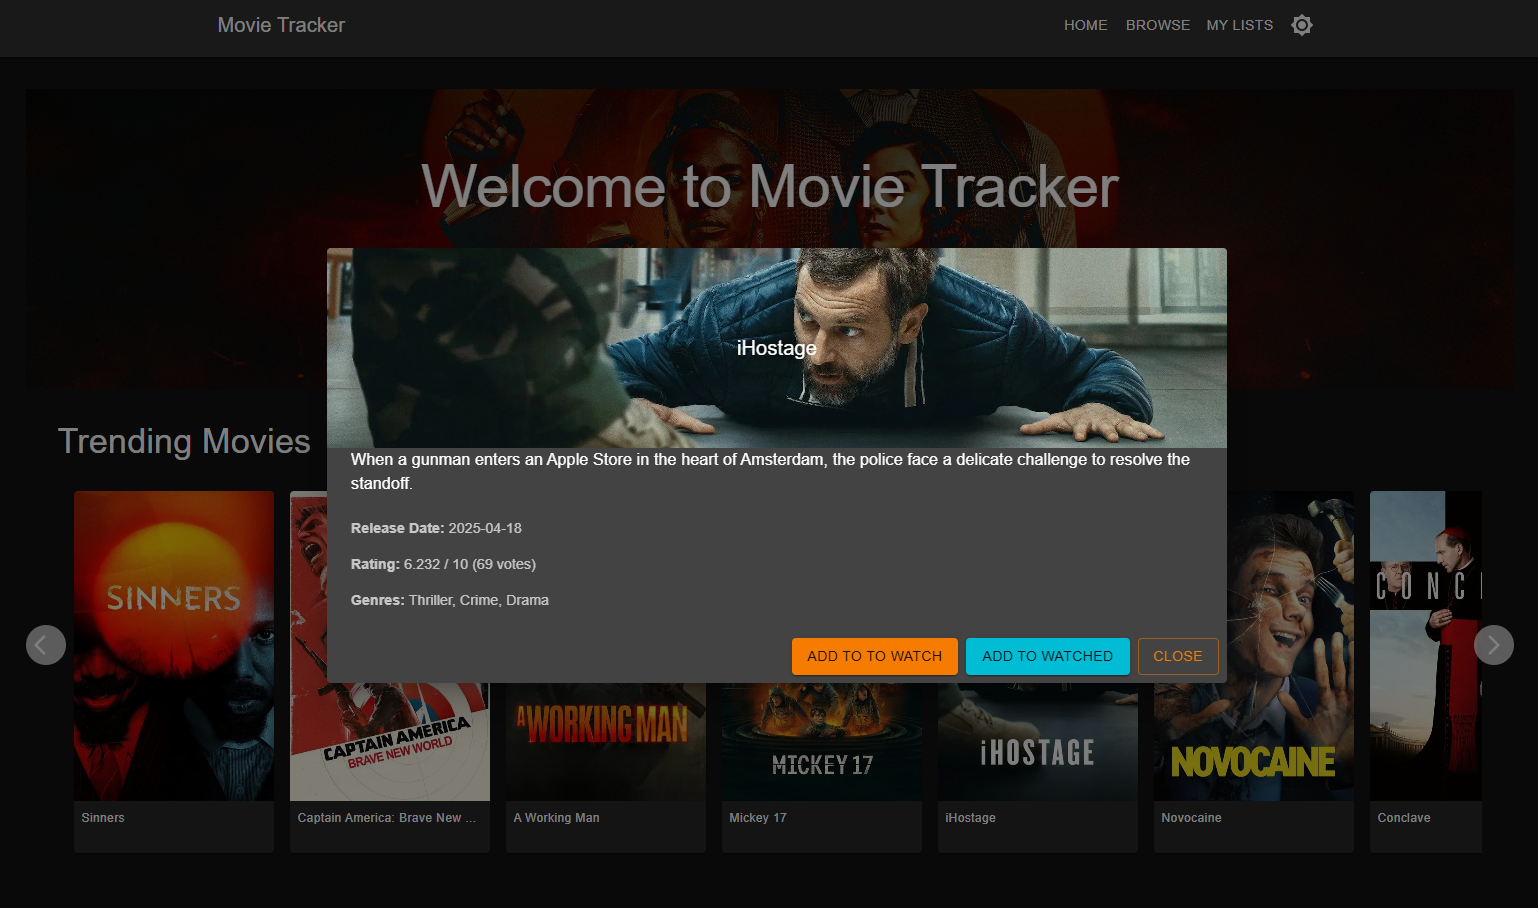 Movie Tracker
HOME
BROWSE
MY LISTS
Welcome to Movie Tracker
iHostage
When a gunman enters an Apple Store in the heart of Amsterdam, the police face a delicate challenge to resolve the
standoff.
Release Date: 2025-04-18
Rating: 6.232 / 10 (69 votes)
Genres: Thriller, Crime, Drama
ADD TO TO WATCH
ADD TO WATCHED
CLOSE
Trending Movies
SINNERS
CAPTAIN AMERICA
BRAVE NEW WORLD
A WORKING MAN
MICKEY 17
iHOSTAGE
NOVOCAINE
CONC
Sinners
Captain America: Brave New ...
A Working Man
Mickey 17
iHostage
Novocaine
Conclave